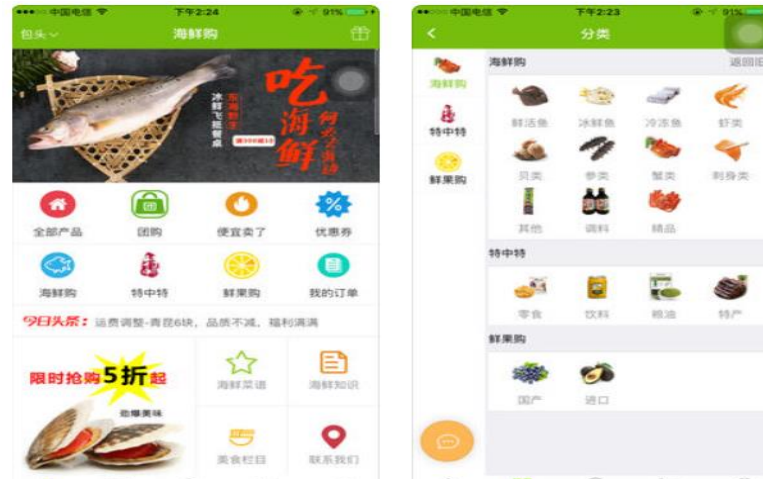 中国电信 下午2:24 91%
包头 海鲜购
吃海鲜
冰鲜飞抵餐桌
全部产品 团购 便宜卖了 优惠券
海鲜购 特中特 鲜果购 我的订单
今日头条: 运费调整-青昆6块, 品质不减, 福利满满
限时抢购5折起
劲爆美味
海鲜菜谱 海鲜知识
美食栏目 联系我们
中国电信 下午2:23 91%
分类
海鲜购
特中特
鲜果购
海鲜购
鲜活鱼 冰鲜鱼 冷冻鱼 虾类
贝类 参类 蟹类 刺身类
其他 调料 精品
特中特
零食 饮料 粮油 特产
鲜果购
国产 进口